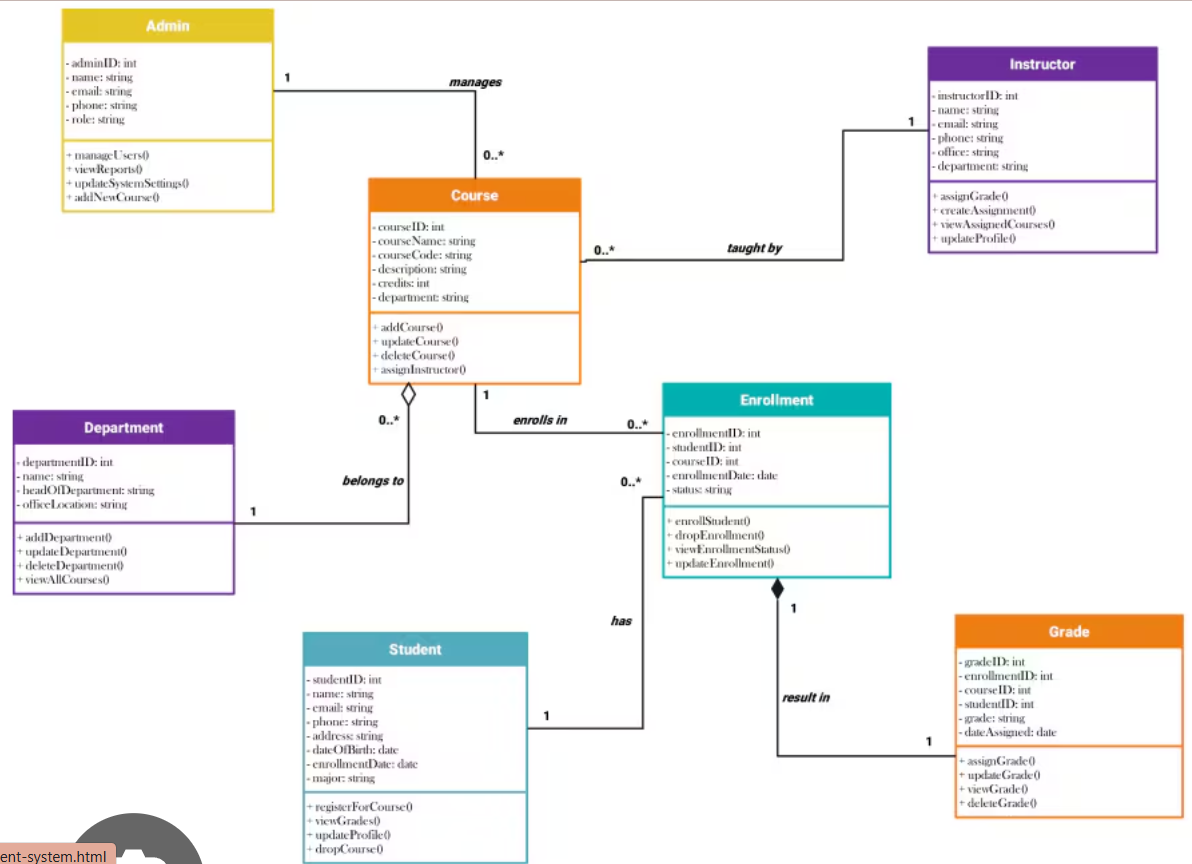 Admin
- adminID: int
- name: string
- email: string
- phone: string
- role: string
+ manageUsers()
+ viewReports()
+ updateSystemSettings()
+ addNewCourse()
1
manages
0..*
Instructor
- instructorID: int
- name: string
- email: string
- phone: string
- office: string
- department: string
+ assignGrade()
+ createAssignment()
+ viewAssignedCourses()
+ updateProfile()
1
taught by
0..*
Course
- courseID: int
- courseName: string
- courseCode: string
- description: string
- credits: int
- department: string
+ addCourse()
+ updateCourse()
+ deleteCourse()
+ assignInstructor()
0..*
belongs to
1
1
enrolls in
0..*
Department
- departmentID: int
- name: string
- headOfDepartment: string
- officeLocation: string
+ addDepartment()
+ updateDepartment()
+ deleteDepartment()
+ viewAllCourses()
Enrollment
- enrollmentID: int
- studentID: int
- courseID: int
- enrollmentDate: date
- status: string
+ enrollStudent()
+ dropEnrollment()
+ viewEnrollmentStatus()
+ updateEnrollment()
0..*
has
1
1
result in
1
Student
- studentID: int
- name: string
- email: string
- phone: string
- address: string
- dateOfBirth: date
- enrollmentDate: date
- major: string
+ registerForCourse()
+ viewGrades()
+ updateProfile()
+ dropCourse()
Grade
- gradeID: int
- enrollmentID: int
- courseID: int
- studentID: int
- grade: string
- dateAssigned: date
+ assignGrade()
+ updateGrade()
+ viewGrade()
+ deleteGrade()
ent-system.html